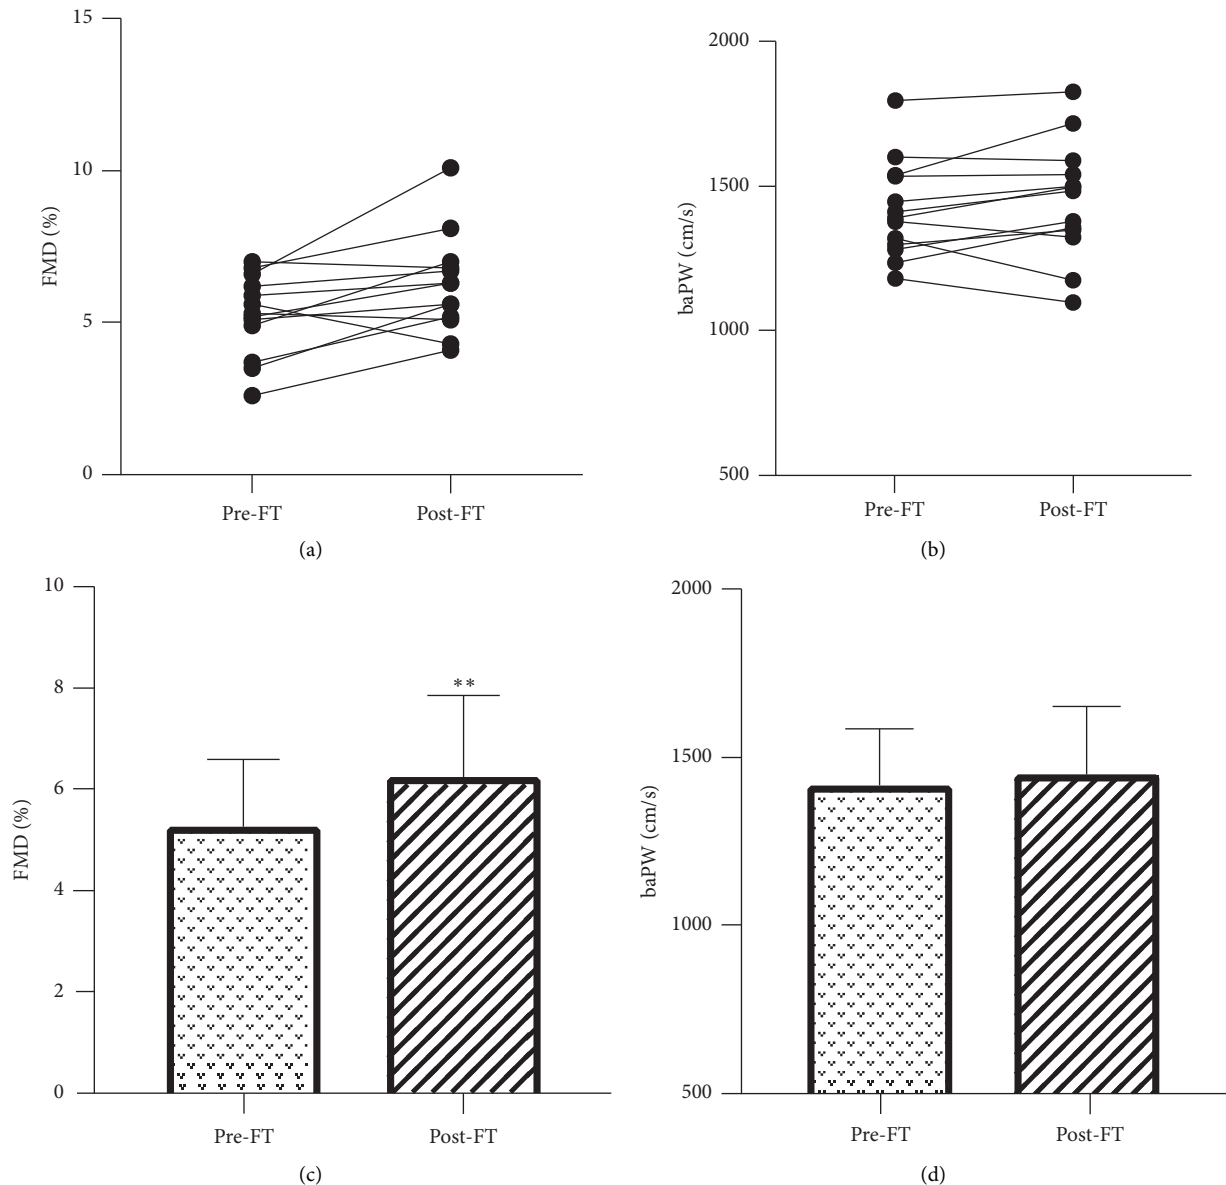 15
10
5
0
FMD (%)
Pre-FT
Post-FT
(a)
2000
1500
1000
500
baPW (cm/s)
Pre-FT
Post-FT
(b)
10
8
6
4
2
0
FMD (%)
**
Pre-FT
Post-FT
(c)
2000
1500
1000
500
baPW (cm/s)
Pre-FT
Post-FT
(d)